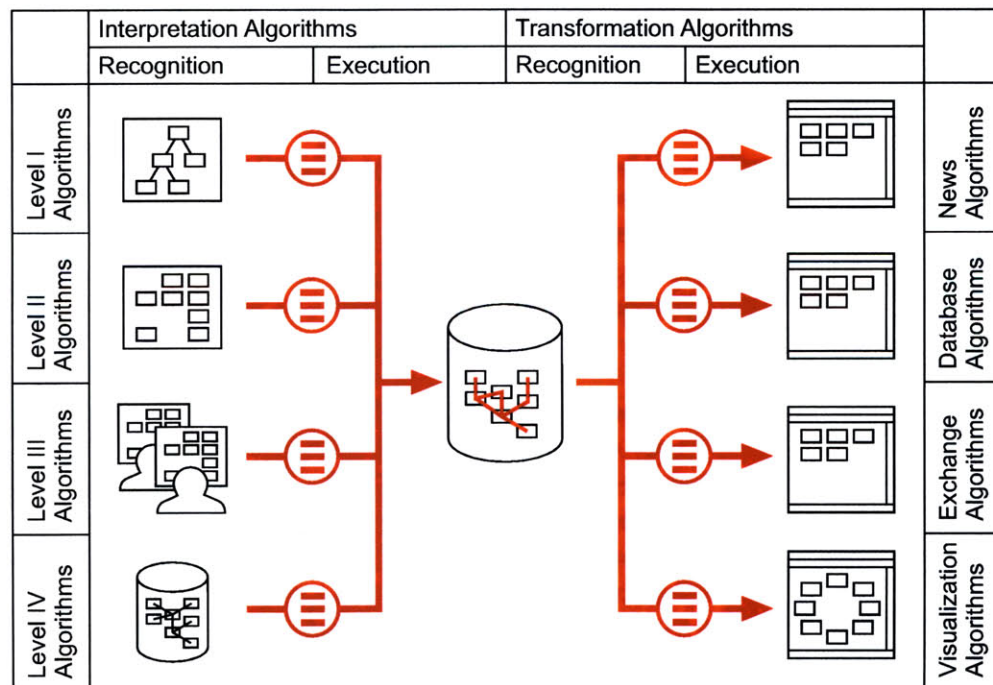 Interpretation Algorithms
Transformation Algorithms
Recognition
Execution
Recognition
Execution
Level I
Algorithms
News
Algorithms
Level II
Algorithms
Database
Algorithms
Level III
Algorithms
Exchange
Algorithms
Level IV
Algorithms
Visualization
Algorithms